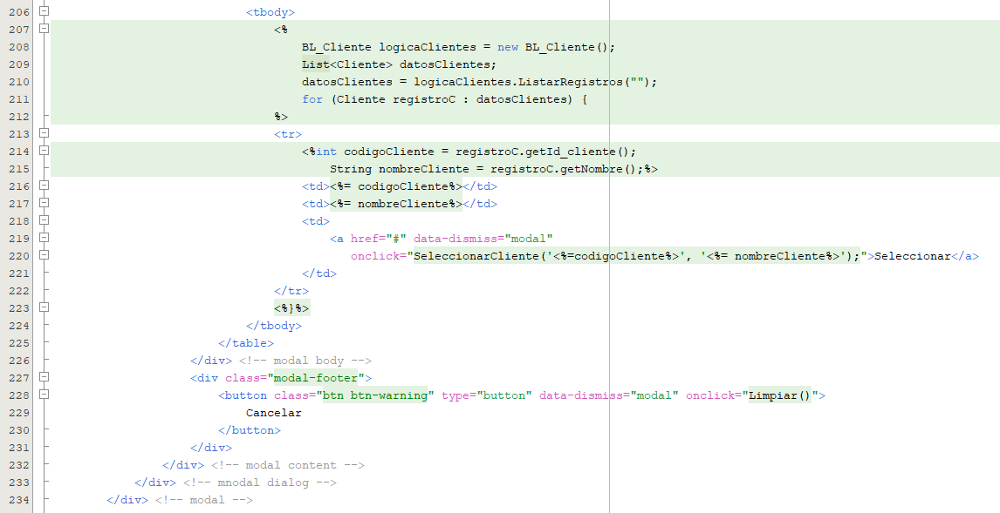 206 <tbody>
207 <%
208 BL_Cliente logicaClientes = new BL_Cliente();
209 List<Cliente> datosClientes;
210 datosClientes = logicaClientes.ListarRegistros("");
211 for (Cliente registroC : datosClientes) {
212 %>
213 <tr>
214 <%int codigoCliente = registroC.getId_cliente();
215 String nombreCliente = registroC.getNombre();%>
216 <td><%= codigoCliente%></td>
217 <td><%= nombreCliente%></td>
218 <td>
219 <a href="#" data-dismiss="modal"
220 onclick="SeleccionarCliente('<%=codigoCliente%>', '<%= nombreCliente%>');">Seleccionar</a>
221 </td>
222 </tr>
223 <%}%>
224 </tbody>
225 </table>
226 </div> <!-- modal body -->
227 <div class="modal-footer">
228 <button class="btn btn-warning" type="button" data-dismiss="modal" onclick="Limpiar()">
229 Cancelar
230 </button>
231 </div>
232 </div> <!-- modal content -->
233 </div> <!-- mnodal dialog -->
234 </div> <!-- modal -->